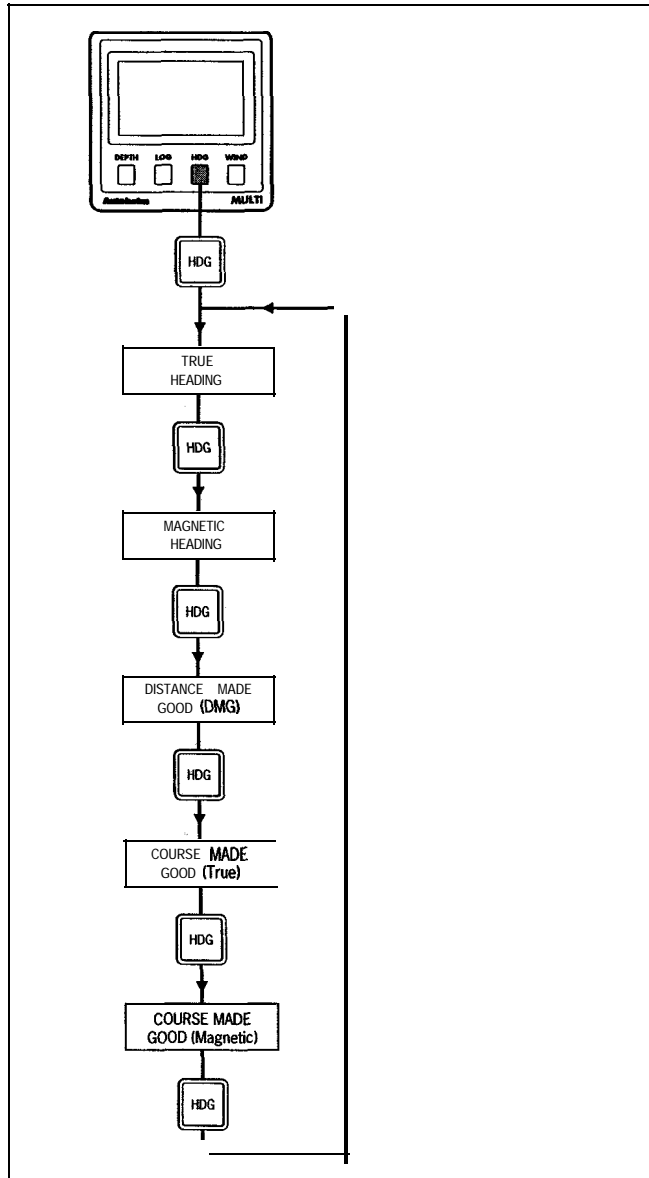 DEPTH LOG HDG WIND
Autohelm MULTI
HDG
TRUE
HEADING
HDG
MAGNETIC
HEADING
HDG
DISTANCE MADE
GOOD (DMG)
HDG
COURSE MADE
GOOD (True)
HDG
COURSE MADE
GOOD (Magnetic)
HDG